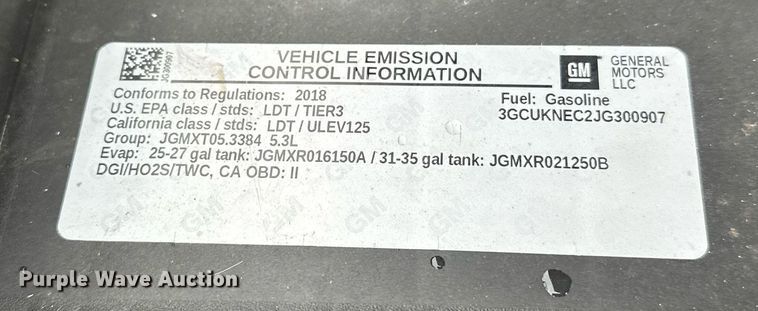 JG300907
VEHICLE EMISSION
CONTROL INFORMATION
GM
GENERAL
MOTORS
LLC
Conforms to Regulations: 2018
U.S. EPA class / stds: LDT / TIER3
California class / stds: LDT / ULEV125
Group: JGMXT05.3384 5.3L
Evap: 25-27 gal tank: JGMXR016150A / 31-35 gal tank: JGMXR021250B
DGI/HO2S/TWC, CA OBD: II
Fuel: Gasoline
3GCUKNEC2JG300907
Purple Wave Auction